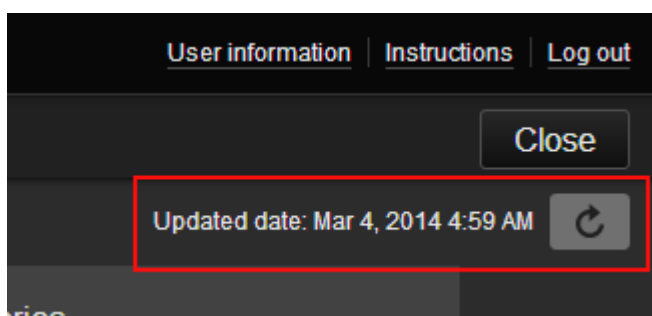 User information Instructions Log out
Close
Updated date: Mar 4, 2014 4:59 AM